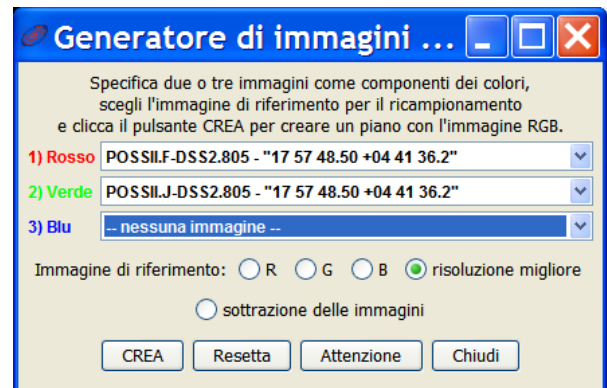 Generatore di immagini ...
Specifica due o tre immagini come componenti dei colori,
scegli l'immagine di riferimento per il ricampionamento
e clicca il pulsante CREA per creare un piano con l'immagine RGB.
1) Rosso POSSII.F-DSS2.805 - "17 57 48.50 +04 41 36.2"
2) Verde POSSII.J-DSS2.805 - "17 57 48.50 +04 41 36.2"
3) Blu -- nessuna immagine --
Immagine di riferimento: R G B risoluzione migliore
sottrazione delle immagini
CREA Resetta Attenzione Chiudi